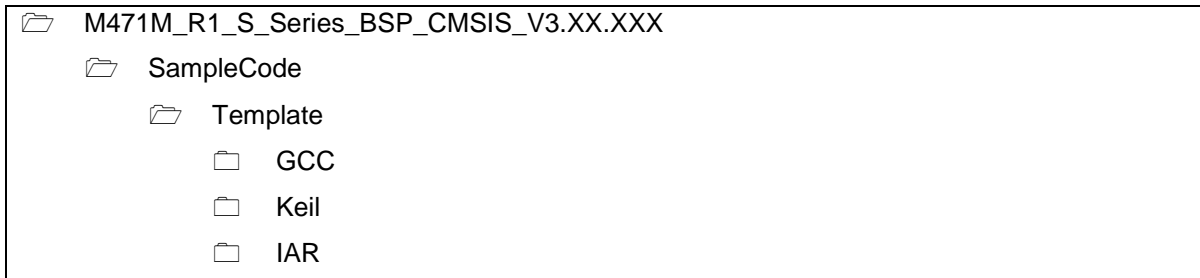 M471M_R1_S_Series_BSP_CMSIS_V3.XX.XXX
SampleCode
Template
GCC
Keil
IAR